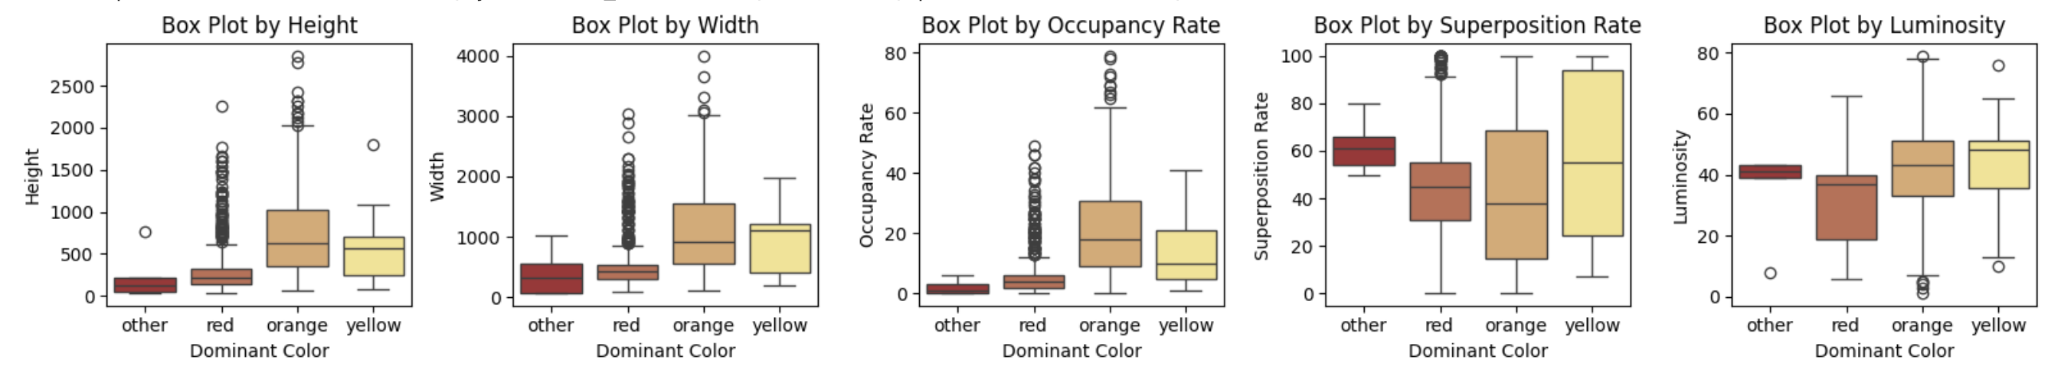 Box Plot by Height
2500
2000
1500
1000
500
0
Height
other red orange yellow
Dominant Color
Box Plot by Width
4000
3000
2000
1000
0
Width
other red orange yellow
Dominant Color
Box Plot by Occupancy Rate
80
60
40
20
0
Occupancy Rate
other red orange yellow
Dominant Color
Box Plot by Superposition Rate
100
80
60
40
20
0
Superposition Rate
other red orange yellow
Dominant Color
Box Plot by Luminosity
80
60
40
20
0
Luminosity
other red orange yellow
Dominant Color